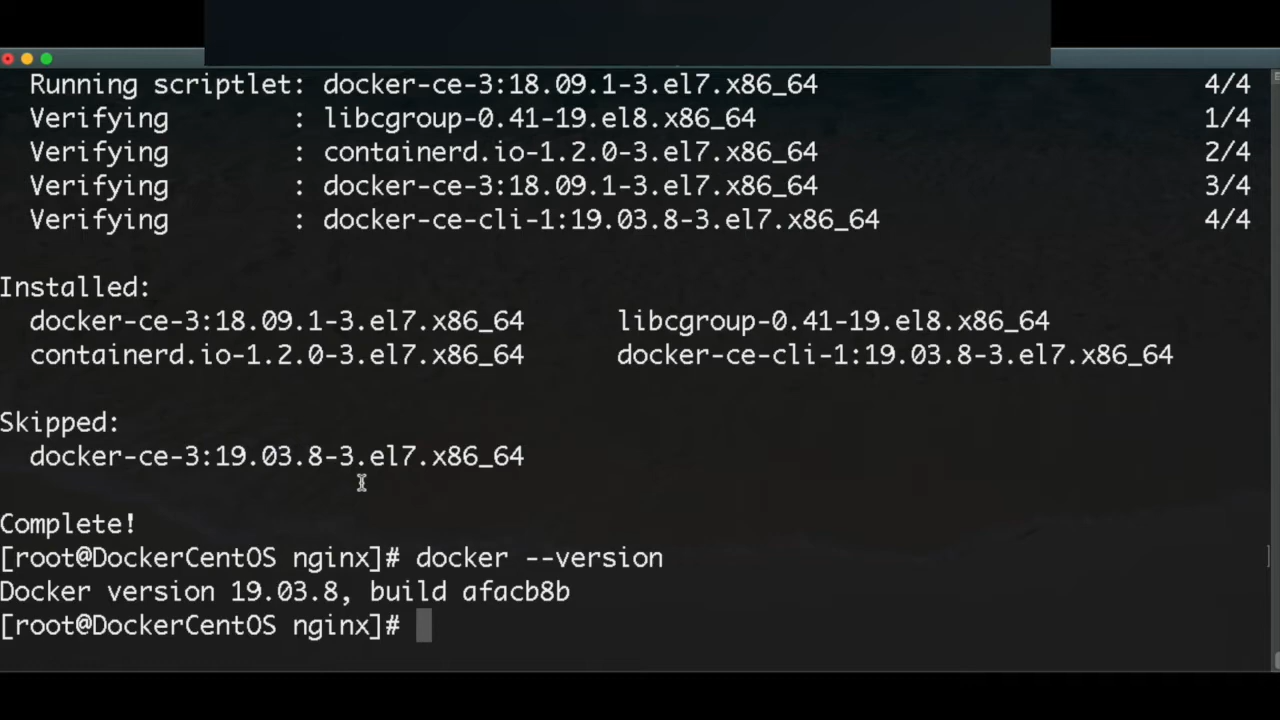 Running scriptlet: docker-ce-3:18.09.1-3.el7.x86_64 4/4
Verifying : libcgroup-0.41-19.el8.x86_64 1/4
Verifying : containerd.io-1.2.0-3.el7.x86_64 2/4
Verifying : docker-ce-3:18.09.1-3.el7.x86_64 3/4
Verifying : docker-ce-cli-1:19.03.8-3.el7.x86_64 4/4
Installed:
docker-ce-3:18.09.1-3.el7.x86_64 libcgroup-0.41-19.el8.x86_64
containerd.io-1.2.0-3.el7.x86_64 docker-ce-cli-1:19.03.8-3.el7.x86_64
Skipped:
docker-ce-3:19.03.8-3.el7.x86_64
Complete!
[root@DockerCentOS nginx]# docker --version
Docker version 19.03.8, build afacb8b
[root@DockerCentOS nginx]#